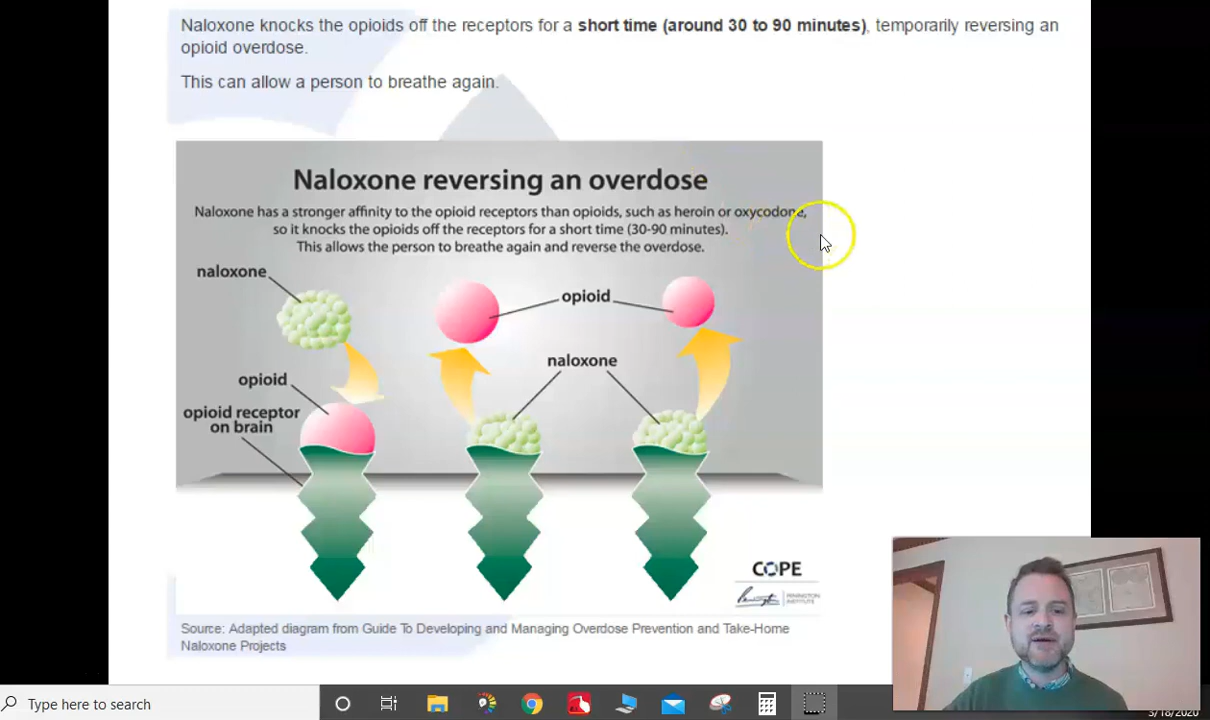 Naloxone knocks the opioids off the receptors for a short time (around 30 to 90 minutes), temporarily reversing an
opioid overdose.
This can allow a person to breathe again.
Naloxone reversing an overdose
Naloxone has a stronger affinity to the opioid receptors than opioids, such as heroin or oxycodone,
so it knocks the opioids off the receptors for a short time (30-90 minutes).
This allows the person to breathe again and reverse the overdose.
naloxone
opioid
naloxone
opioid
opioid receptor
on brain
COPE
PENINGTON
INSTITUTE
Source: Adapted diagram from Guide To Developing and Managing Overdose Prevention and Take-Home
Naloxone Projects
Type here to search
3/18/2020